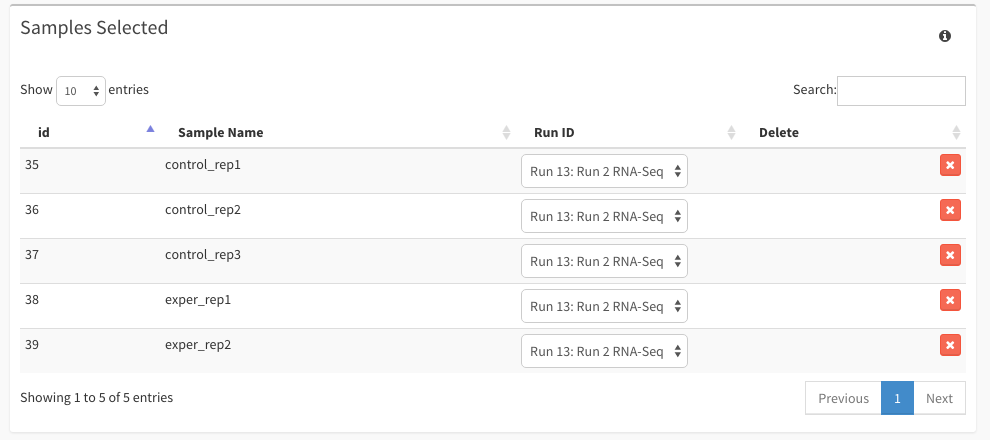 Samples Selected
Show 10 entries Search:
id Sample Name Run ID Delete
35 control_rep1 Run 13: Run 2 RNA-Seq
36 control_rep2 Run 13: Run 2 RNA-Seq
37 control_rep3 Run 13: Run 2 RNA-Seq
38 exper_rep1 Run 13: Run 2 RNA-Seq
39 exper_rep2 Run 13: Run 2 RNA-Seq
Showing 1 to 5 of 5 entries Previous 1 Next